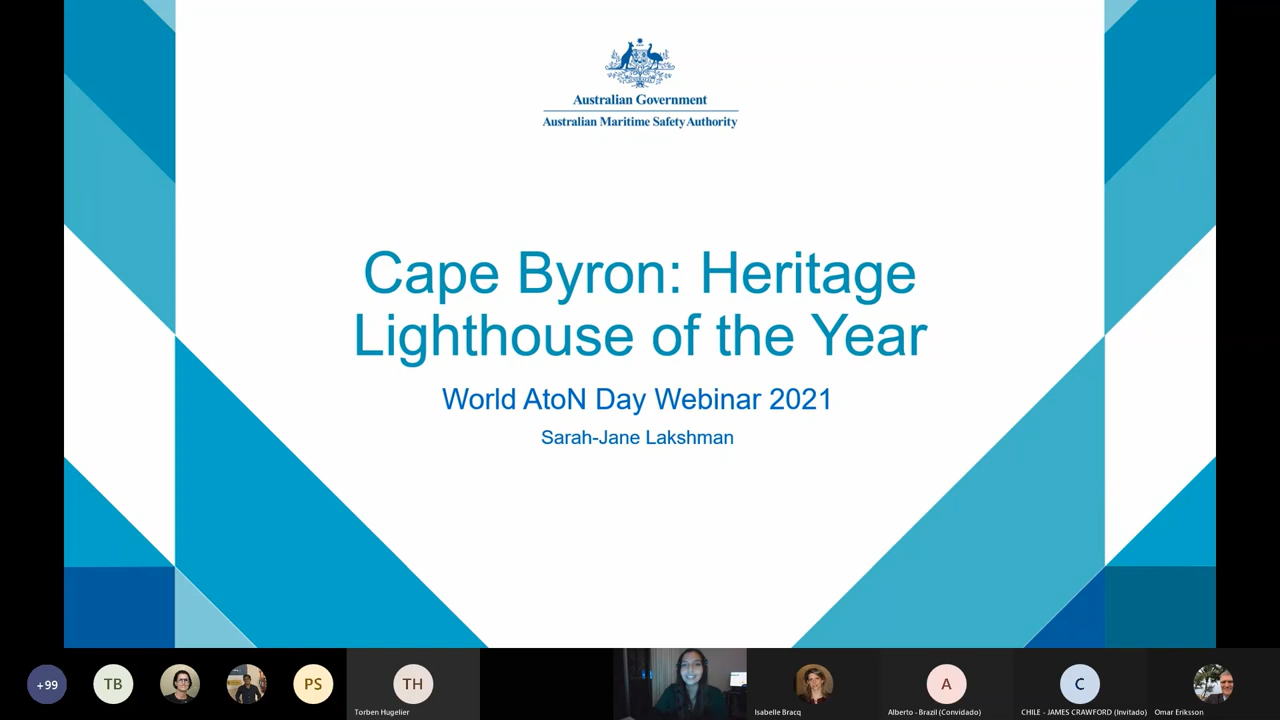 Australian Government
Australian Maritime Safety Authority
Cape Byron: Heritage
Lighthouse of the Year
World AtoN Day Webinar 2021
Sarah-Jane Lakshman
+99
TB
PS
TH
A
C
Torben Hugelier
Isabelle Bracq
Alberto - Brazil (Convidado)
CHILE - JAMES CRAWFORD (Invitado)
Omar Eriksson